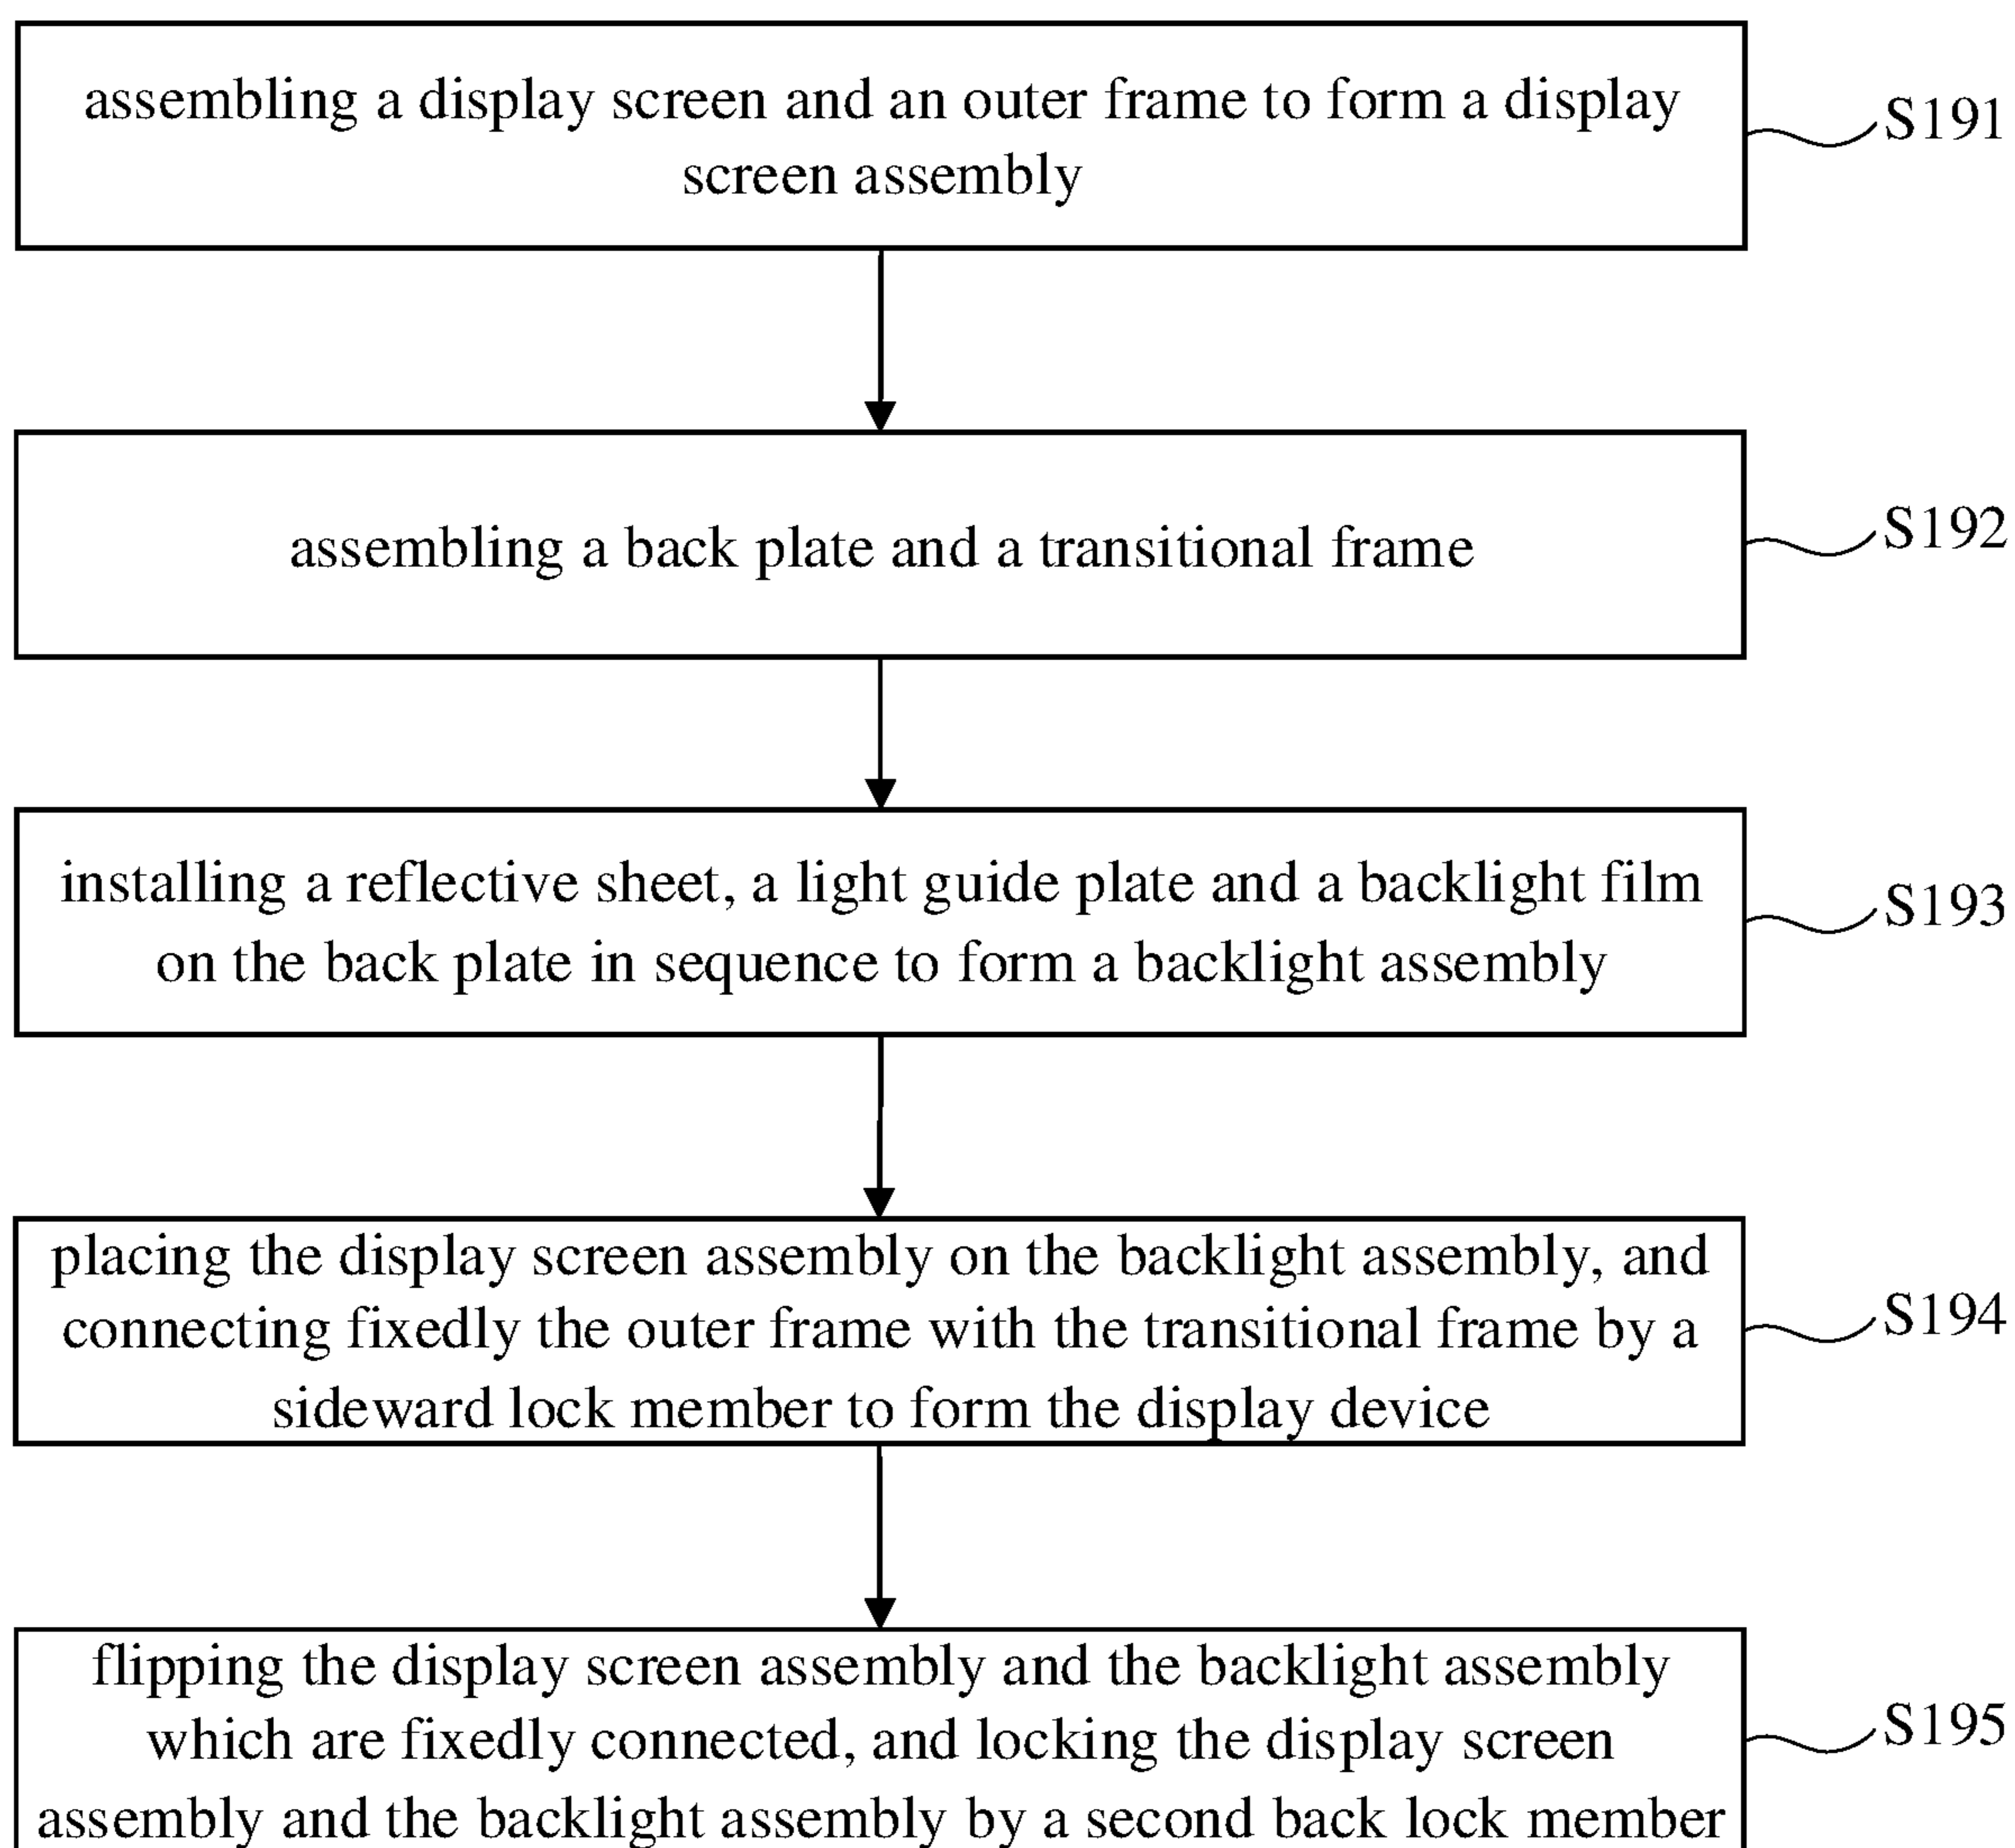 assembling a display screen and an outer frame to form a display
screen assembly
S191
assembling a back plate and a transitional frame
S192
installing a reflective sheet, a light guide plate and a backlight film
on the back plate in sequence to form a backlight assembly
S193
placing the display screen assembly on the backlight assembly, and
connecting fixedly the outer frame with the transitional frame by a
sideward lock member to form the display device
S194
flipping the display screen assembly and the backlight assembly
which are fixedly connected, and locking the display screen
assembly and the backlight assembly by a second back lock member
S195